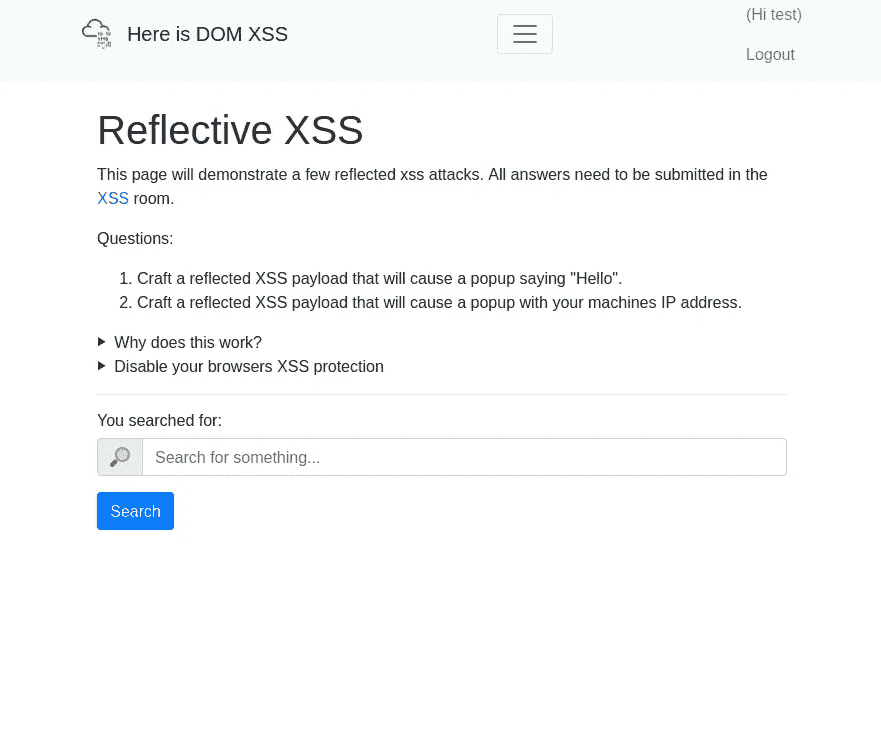 (Hi test)
Here is DOM XSS
Logout
Reflective XSS
This page will demonstrate a few reflected xss attacks. All answers need to be submitted in the
XSS room.
Questions:
1. Craft a reflected XSS payload that will cause a popup saying "Hello".
2. Craft a reflected XSS payload that will cause a popup with your machines IP address.
Why does this work?
Disable your browsers XSS protection
You searched for:
Search for something...
Search